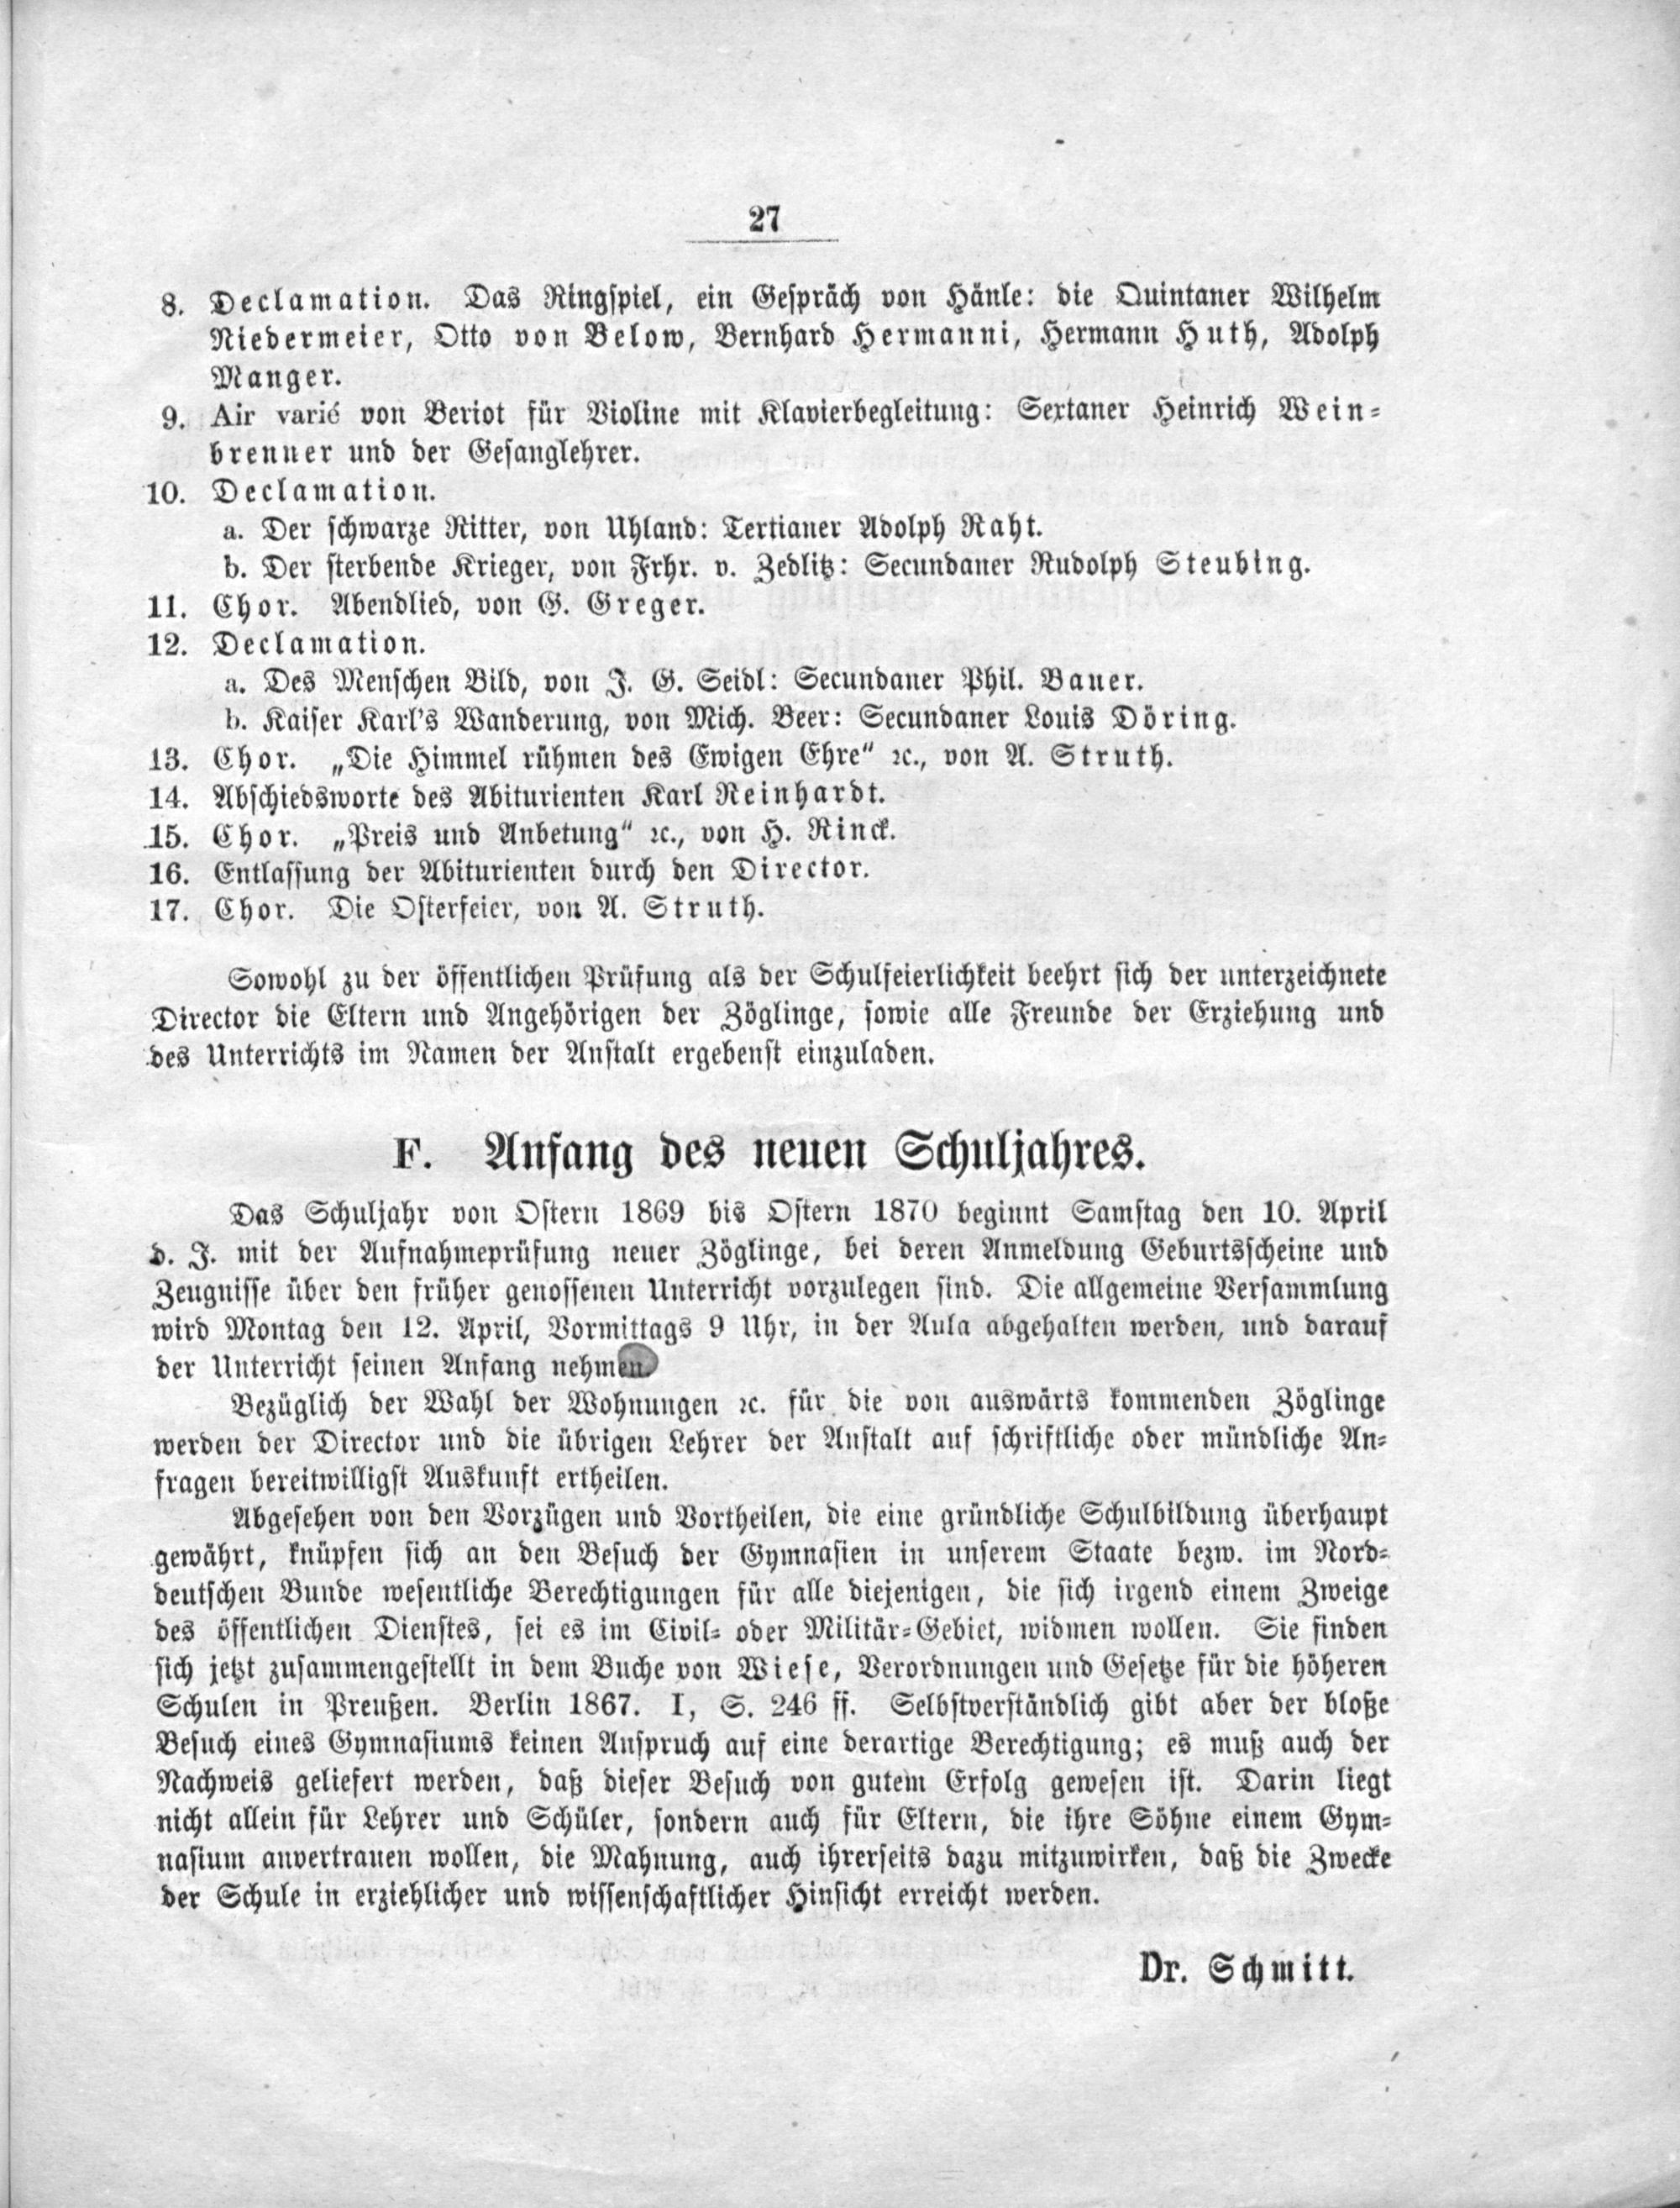 27
8. Declamation. Das Ringspiel, ein Gespräch von Hänle: die Quintaner Wilhelm
Niedermeier, Otto von Below, Bernhard Hermanni, Hermann Huth, Adolph
Manger.
9. Air varié von Beriot für Violine mit Klavierbegleitung: Sextaner Heinrich Wein-
brenner und der Gesanglehrer.
10. Declamation.
a. Der schwarze Ritter, von Uhland: Tertianer Adolph Raht.
b. Der sterbende Krieger, von Frhr. v. Zedlitz: Secundaner Rudolph Steubing.
11. Chor. Abendlied, von G. Greger.
12. Declamation.
a. Des Menschen Bild, von J. G. Seidl: Secundaner Phil. Bauer.
b. Kaiser Karl's Wanderung, von Mich. Beer: Secundaner Louis Döring.
13. Chor. „Die Himmel rühmen des Ewigen Ehre" ꝛc., von A. Struth.
14. Abschiedsworte des Abiturienten Karl Reinhardt.
15. Chor. „Preis und Anbetung" ꝛc., von H. Rinck.
16. Entlassung der Abiturienten durch den Director.
17. Chor. Die Osterfeier, von A. Struth.
Sowohl zu der öffentlichen Prüfung als der Schulfeierlichkeit beehrt sich der unterzeichnete
Director die Eltern und Angehörigen der Zöglinge, sowie alle Freunde der Erziehung und
des Unterrichts im Namen der Anstalt ergebenst einzuladen.
F. Anfang des neuen Schuljahres.
Das Schuljahr von Ostern 1869 bis Ostern 1870 beginnt Samstag den 10. April
d. J. mit der Aufnahmeprüfung neuer Zöglinge, bei deren Anmeldung Geburtsscheine und
Zeugnisse über den früher genossenen Unterricht vorzulegen sind. Die allgemeine Versammlung
wird Montag den 12. April, Vormittags 9 Uhr, in der Aula abgehalten werden, und darauf
der Unterricht seinen Anfang nehmen.
Bezüglich der Wahl der Wohnungen ꝛc. für die von auswärts kommenden Zöglinge
werden der Director und die übrigen Lehrer der Anstalt auf schriftliche oder mündliche An-
fragen bereitwilligst Auskunft ertheilen.
Abgesehen von den Vorzügen und Vortheilen, die eine gründliche Schulbildung überhaupt
gewährt, knüpfen sich an den Besuch der Gymnasien in unserem Staate bezw. im Nord-
deutschen Bunde wesentliche Berechtigungen für alle diejenigen, die sich irgend einem Zweige
des öffentlichen Dienstes, sei es im Civil- oder Militär-Gebiet, widmen wollen. Sie finden
sich jetzt zusammengestellt in dem Buche von Wiese, Verordnungen und Gesetze für die höheren
Schulen in Preußen. Berlin 1867. I, S. 246 ff. Selbstverständlich gibt aber der bloße
Besuch eines Gymnasiums keinen Anspruch auf eine derartige Berechtigung; es muß auch der
Nachweis geliefert werden, daß dieser Besuch von gutem Erfolg gewesen ist. Darin liegt
nicht allein für Lehrer und Schüler, sondern auch für Eltern, die ihre Söhne einem Gym-
nasium anvertrauen wollen, die Mahnung, auch ihrerseits dazu mitzuwirken, daß die Zwecke
der Schule in erziehlicher und wissenschaftlicher Hinsicht erreicht werden.
Dr. Schmitt.